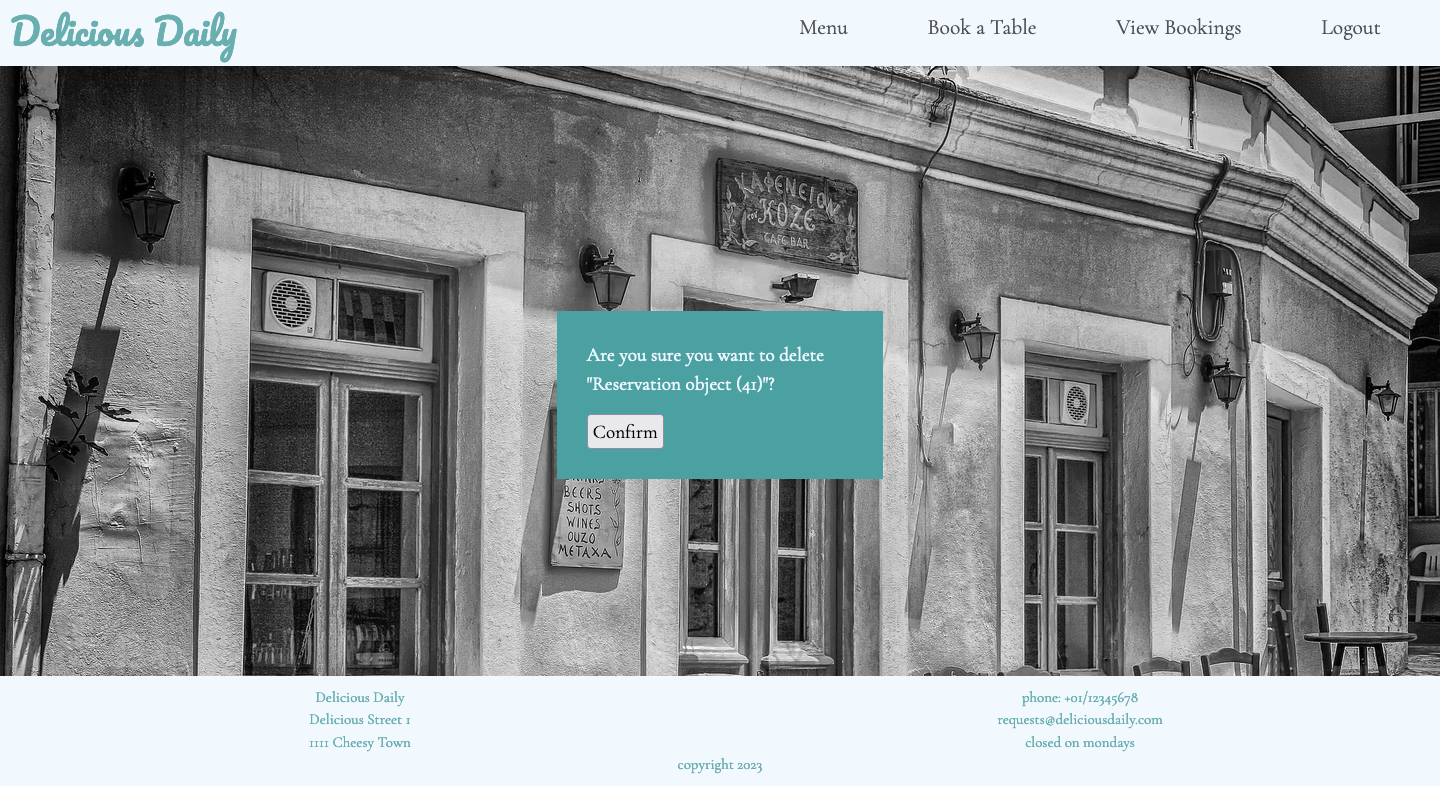 Delicious Daily
Menu
Book a Table
View Bookings
Logout
ΚΑΦΕΝΕΙΟΝ
ΚΟΖΕ
CAFE BAR
Are you sure you want to delete
"Reservation object (41)"?
Confirm
BEERS
SHOTS
WINES
OUZO
METAXA
Delicious Daily
Delicious Street 1
1111 Cheesy Town
phone: +01/12345678
requests@deliciousdaily.com
closed on mondays
copyright 2023